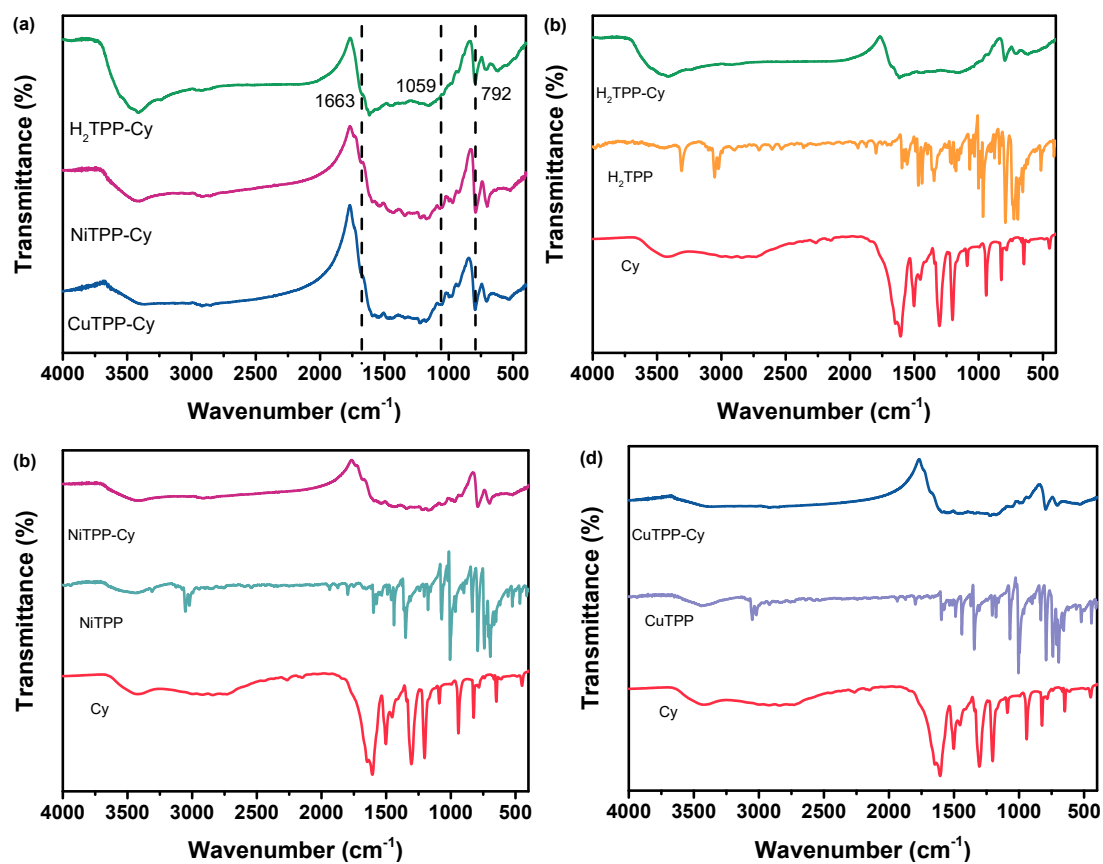 (a)
Transmittance (%)
1663
1059
792
H₂TPP-Cy
NiTPP-Cy
CuTPP-Cy
4000 3500 3000 2500 2000 1500 1000 500
Wavenumber (cm⁻¹)
(b)
Transmittance (%)
H₂TPP-Cy
H₂TPP
Cy
4000 3500 3000 2500 2000 1500 1000 500
Wavenumber (cm⁻¹)
(b)
Transmittance (%)
NiTPP-Cy
NiTPP
Cy
4000 3500 3000 2500 2000 1500 1000 500
Wavenumber (cm⁻¹)
(d)
Transmittance (%)
CuTPP-Cy
CuTPP
Cy
4000 3500 3000 2500 2000 1500 1000 500
Wavenumber (cm⁻¹)